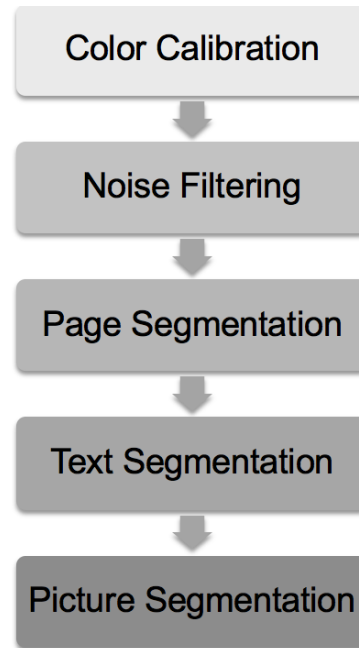 Color Calibration
Noise Filtering
Page Segmentation
Text Segmentation
Picture Segmentation